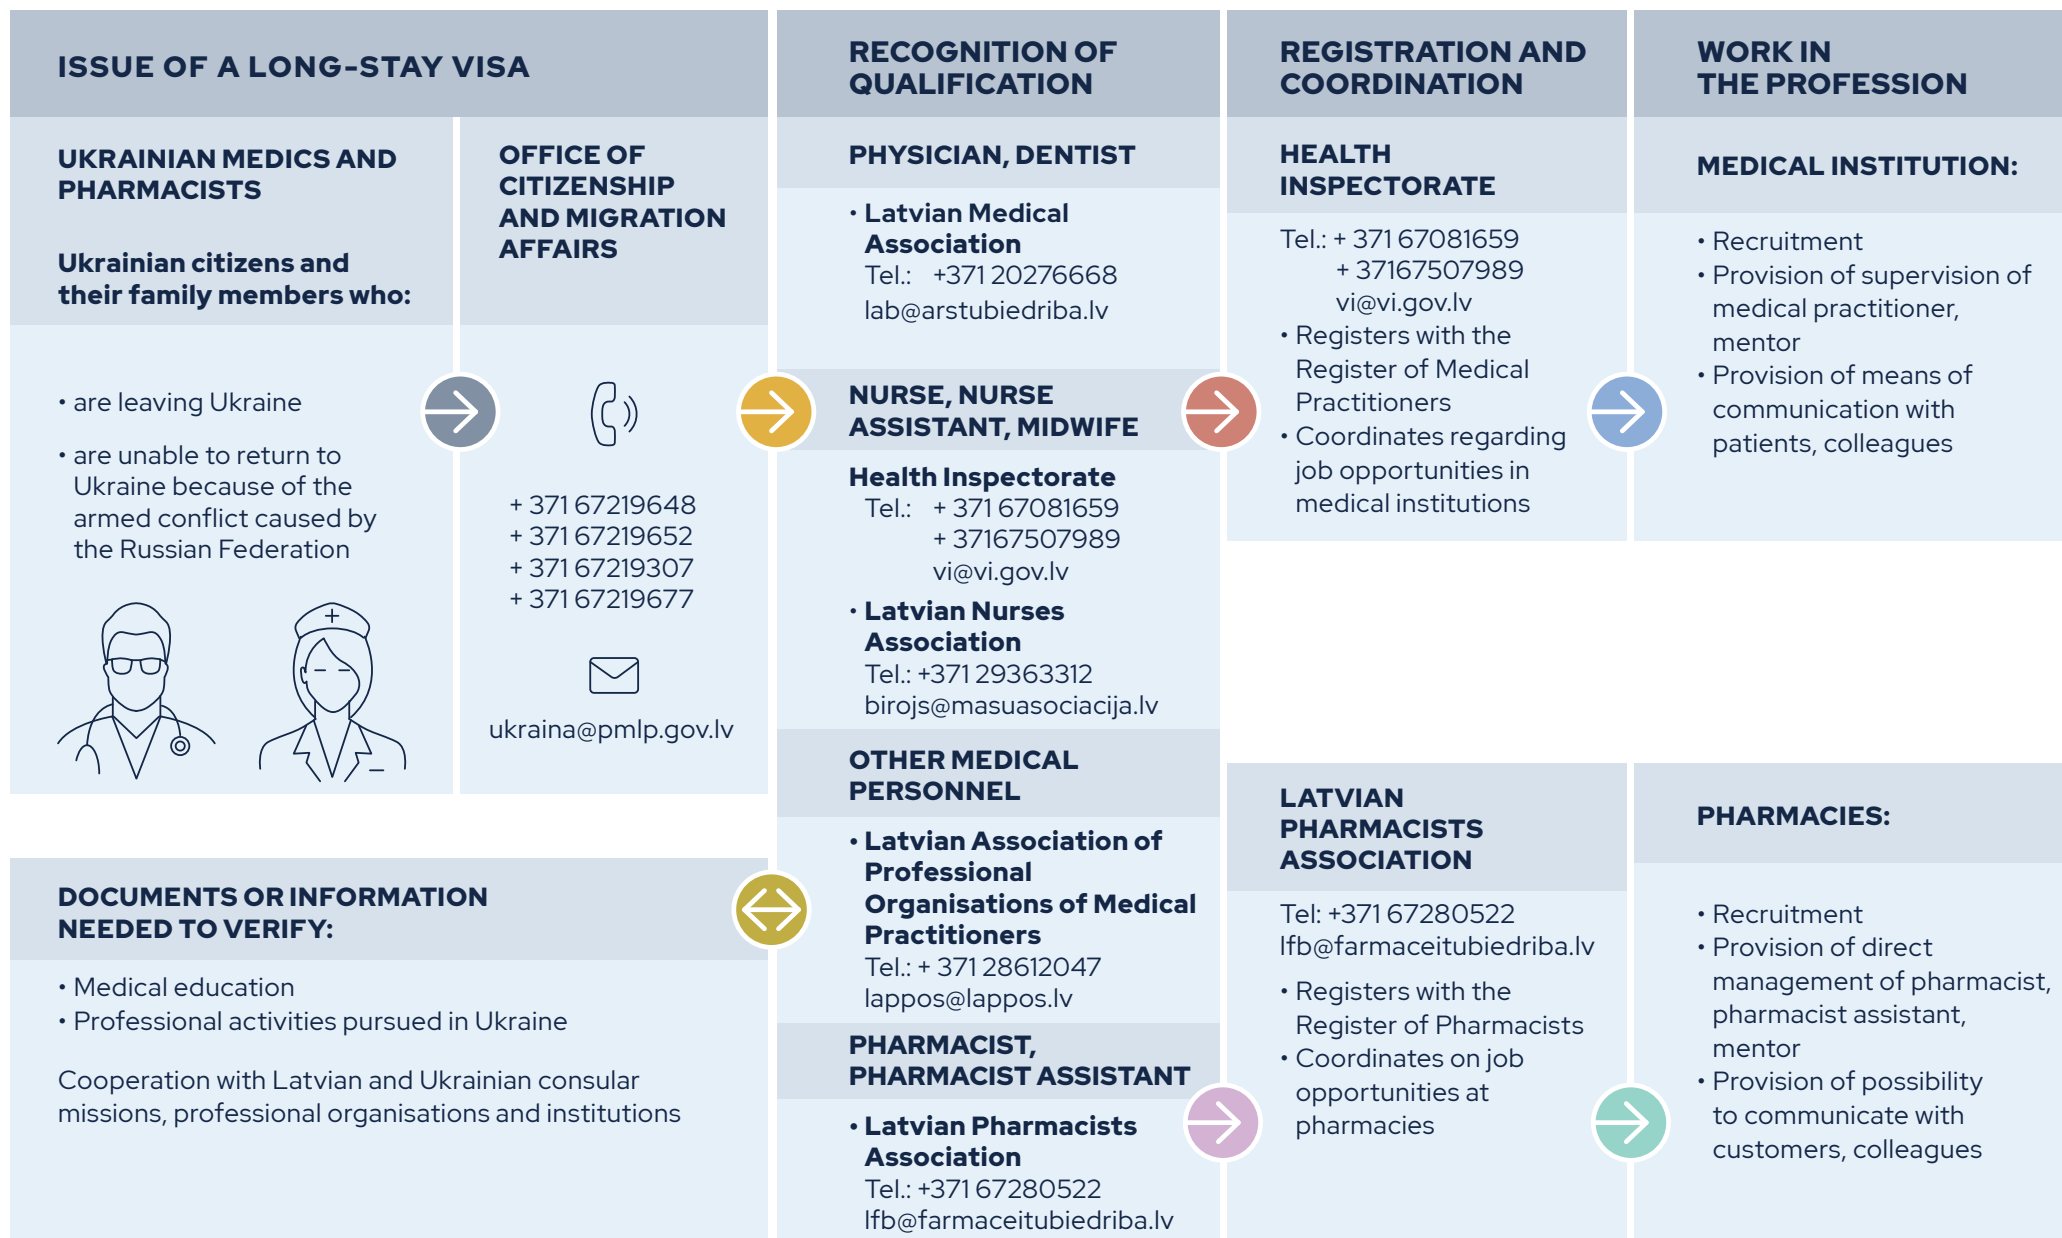 ISSUE OF A LONG-STAY VISA
UKRAINIAN MEDICS AND
PHARMACISTS
Ukrainian citizens and
their family members who:
• are leaving Ukraine
• are unable to return to
Ukraine because of the
armed conflict caused by
the Russian Federation
OFFICE OF
CITIZENSHIP
AND MIGRATION
AFFAIRS
+ 371 67219648
+ 371 67219652
+ 371 67219307
+ 371 67219677
ukraina@pmlp.gov.lv
DOCUMENTS OR INFORMATION
NEEDED TO VERIFY:
• Medical education
• Professional activities pursued in Ukraine
Cooperation with Latvian and Ukrainian consular
missions, professional organisations and institutions
RECOGNITION OF
QUALIFICATION
PHYSICIAN, DENTIST
• Latvian Medical
Association
Tel.: +371 20276668
lab@arstubiedriba.lv
NURSE, NURSE
ASSISTANT, MIDWIFE
Health Inspectorate
Tel.: + 371 67081659
+ 37167507989
vi@vi.gov.lv
• Latvian Nurses
Association
Tel.: +371 29363312
birojs@masuasociacija.lv
OTHER MEDICAL
PERSONNEL
• Latvian Association of
Professional
Organisations of Medical
Practitioners
Tel.: + 371 28612047
lappos@lappos.lv
PHARMACIST,
PHARMACIST ASSISTANT
• Latvian Pharmacists
Association
Tel.: +371 67280522
lfb@farmaceitubiedriba.lv
REGISTRATION AND
COORDINATION
HEALTH
INSPECTORATE
Tel.: + 371 67081659
+ 37167507989
vi@vi.gov.lv
• Registers with the
Register of Medical
Practitioners
• Coordinates regarding
job opportunities in
medical institutions
LATVIAN
PHARMACISTS
ASSOCIATION
Tel: +371 67280522
lfb@farmaceitubiedriba.lv
• Registers with the
Register of Pharmacists
• Coordinates on job
opportunities at
pharmacies
WORK IN
THE PROFESSION
MEDICAL INSTITUTION:
• Recruitment
• Provision of supervision of
medical practitioner,
mentor
• Provision of means of
communication with
patients, colleagues
PHARMACIES:
• Recruitment
• Provision of direct
management of pharmacist,
pharmacist assistant,
mentor
• Provision of possibility
to communicate with
customers, colleagues